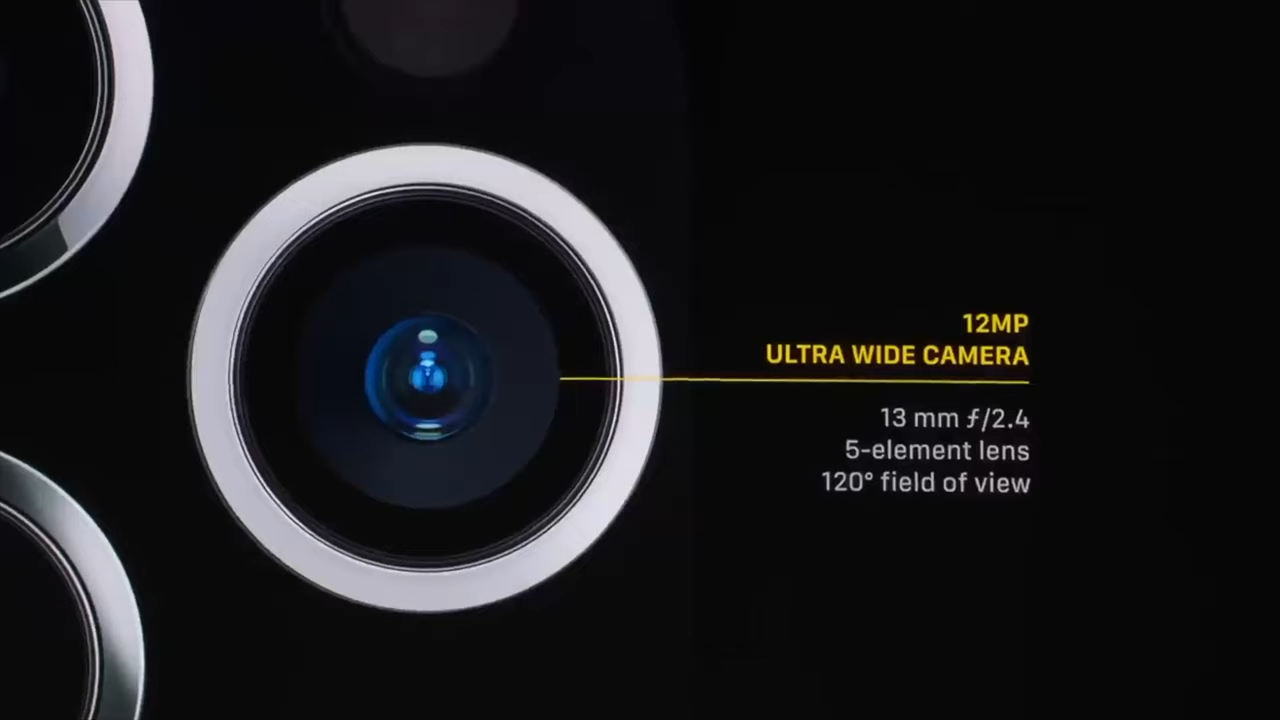 12MP
ULTRA WIDE CAMERA
13 mm ƒ/2.4
5-element lens
120° field of view